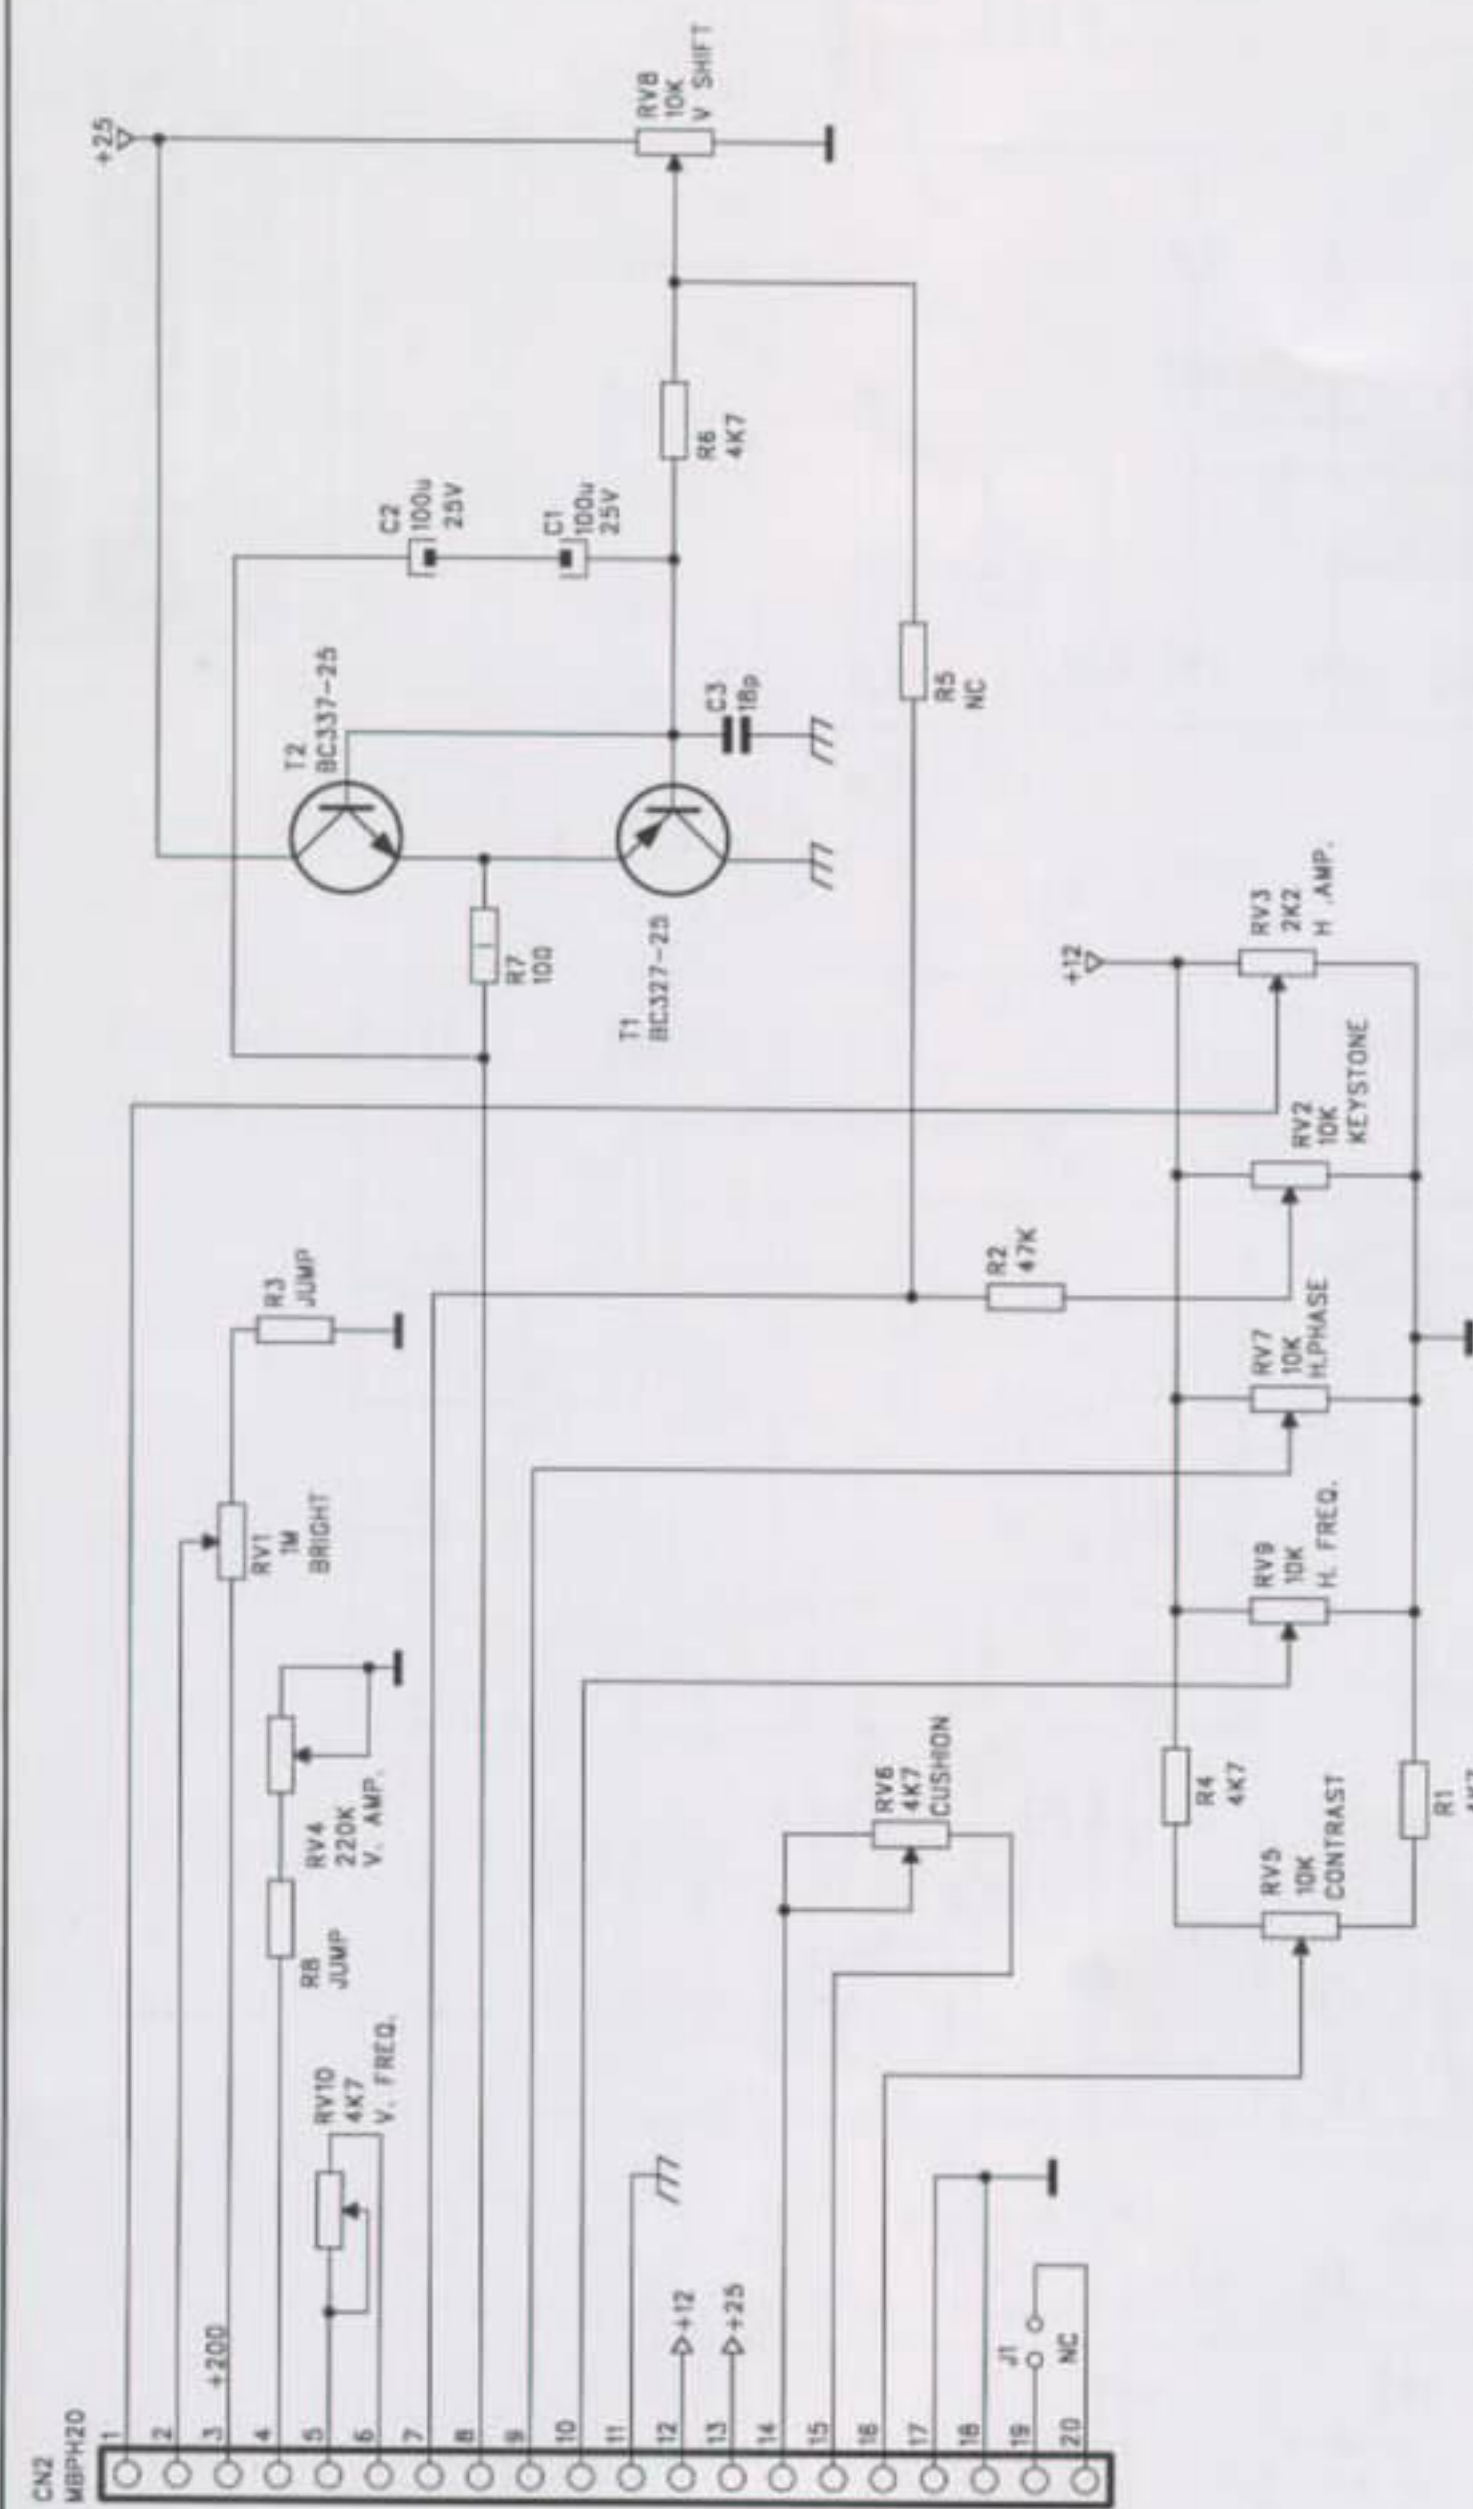 CN2
MBPH20
1
2
3
4
5
6
7
8
9
10
11
12
13
14
15
16
17
18
19
20
+200
RV10
4K7
V. FREQ.
R8
JUMP
RV4
220K
V. AMP.
RV1
1M
BRIGHT
R3
JUMP
+12
+25
J1
NC
RV6
4K7
CUSHION
+25
T2
BC337-25
R7
100
T1
BC327-25
C2
100u
25V
C1
100u
25V
C3
18p
R6
4K7
RV8
10K
V SHIFT
R5
NC
R2
47K
+12
RV5
10K
CONTRAST
R4
4K7
R1
RV9
10K
H. FREQ.
RV7
10K
H.PHASE
RV2
10K
KEYSTONE
RV3
2K2
H .AMP.